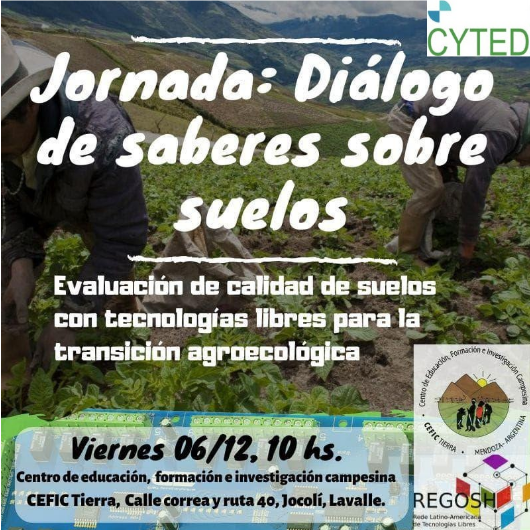 CYTED
Jornada: Diálogo
de saberes sobre
suelos
Evaluación de calidad de suelos
con tecnologías libres para la
transición agroecológica
Viernes 06/12, 10 hs.
Centro de educación, formación e investigación campesina
CEFIC Tierra, Calle correa y ruta 40, Jocolí, Lavalle.
Centro de Educación, Formación e Investigación Campesina
CEFIC TIERRA · MENDOZA - ARGENTINA
REGOSH
Rede Latino-Americana
de Tecnologias Libres